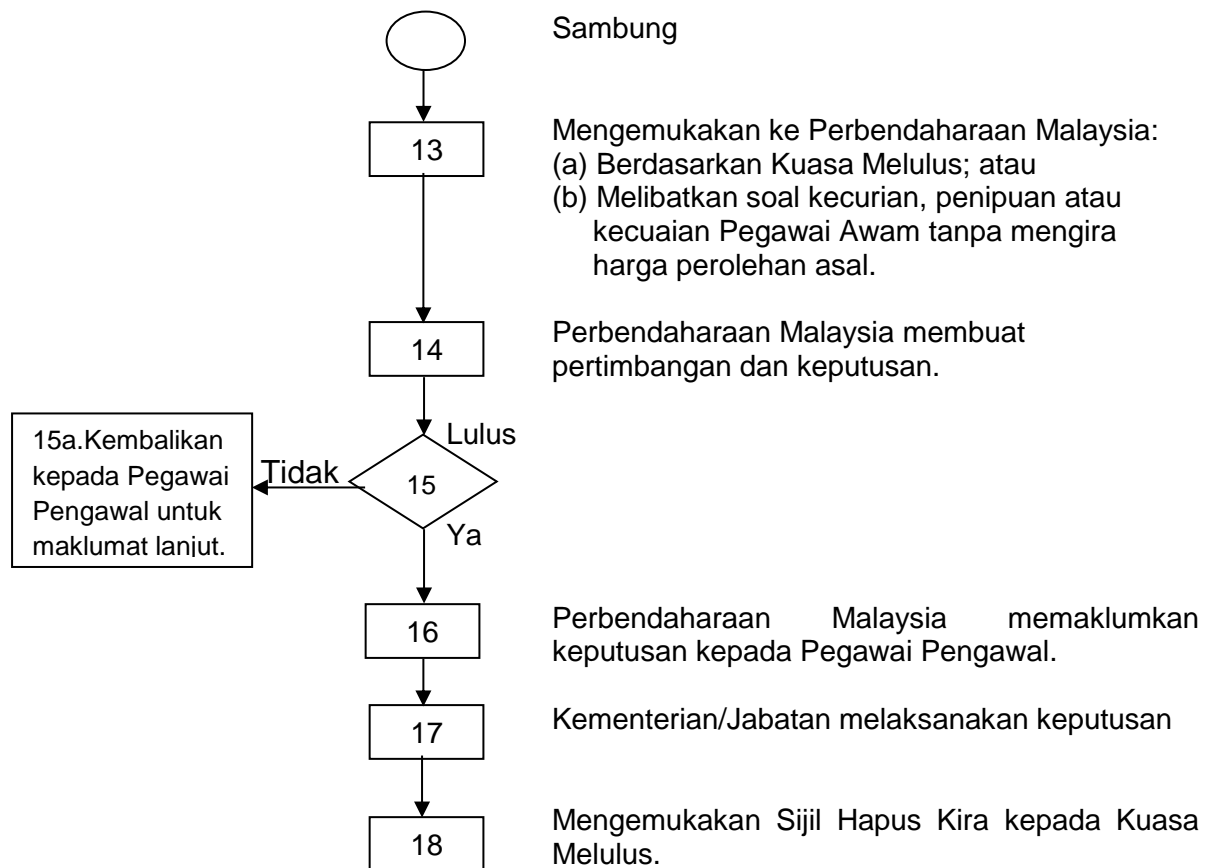 Sambung
13
Mengemukakan ke Perbendaharaan Malaysia:
(a) Berdasarkan Kuasa Melulus; atau
(b) Melibatkan soal kecurian, penipuan atau
kecuaian Pegawai Awam tanpa mengira
harga perolehan asal.
14
Perbendaharaan Malaysia membuat
pertimbangan dan keputusan.
Lulus
15a.Kembalikan
kepada Pegawai
Pengawal untuk
maklumat lanjut.
Tidak
15
Ya
16
Perbendaharaan Malaysia memaklumkan
keputusan kepada Pegawai Pengawal.
17
Kementerian/Jabatan melaksanakan keputusan
18
Mengemukakan Sijil Hapus Kira kepada Kuasa
Melulus.